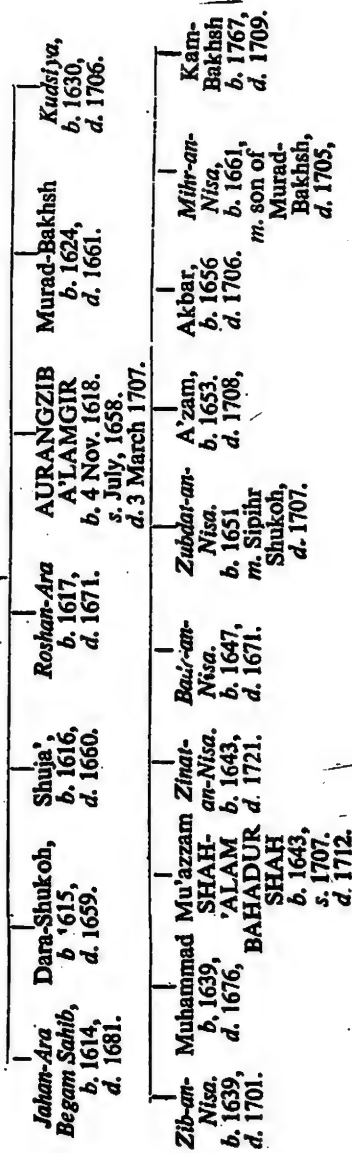 Jahan-Ara
Begam Sahib,
b. 1614,
d. 1681.
Dara-Shukoh,
b 1615,
d. 1659.
Shuja',
b. 1616,
d. 1660.
Roshan-Ara
b. 1617,
d. 1671.
AURANGZIB
A'LAMGIR
b. 4 Nov. 1618.
s. July, 1658.
d. 3 March 1707.
Murad-Bakhsh
b. 1624,
d. 1661.
Kudsiya,
b. 1630,
d. 1706.
Zib-an-
Nisa.
b. 1639,
d. 1701.
Muhammad
b, 1639,
d. 1676,
Mu'azzam
SHAH-
'ALAM
BAHADUR
SHAH
b. 1643,
s. 1707.
d. 1712.
Zinat-
an-Nisa.
b. 1643,
d. 1721.
Badr-an-
Nisa.
b. 1647,
d. 1671.
Zubdat-an-
Nisa.
b. 1651
m. Sipihr
Shukoh,
d. 1707.
A'zam,
b. 1653.
d. 1708,
Akbar,
b. 1656
d. 1706.
Mihr-an-
Nisa,
b. 1661,
m. son of
Murad-
Bakhsh,
d. 1705,
Kam-
Bakhsh
b. 1767,
d. 1709.